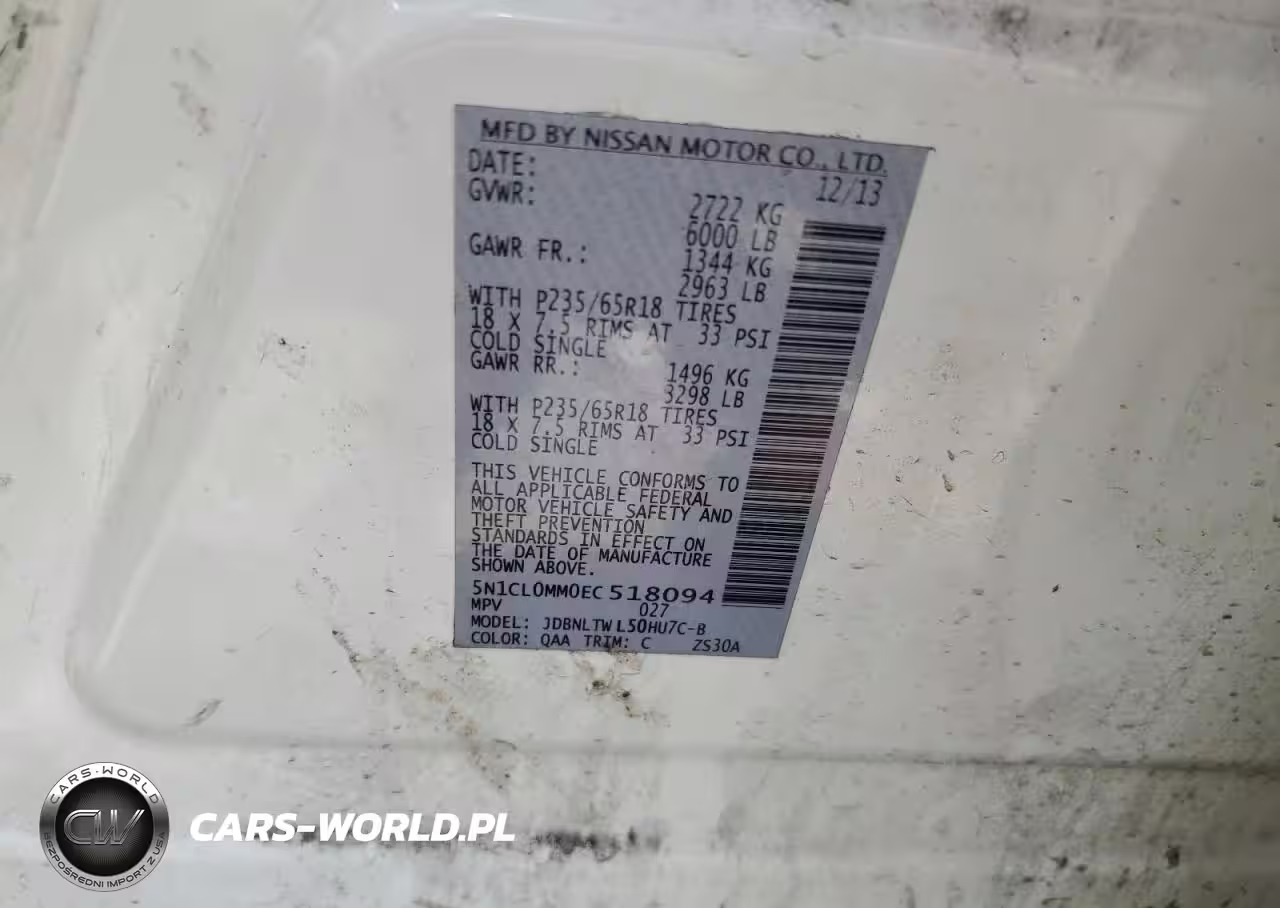 MFD BY NISSAN MOTOR CO., LTD.
DATE: 12/13
GVWR: 2722 KG
6000 LB
GAWR FR.: 1344 KG
2963 LB
WITH P235/65R18 TIRES
18 X 7.5 RIMS AT 33 PSI
COLD SINGLE
GAWR RR.: 1496 KG
3298 LB
WITH P235/65R18 TIRES
18 X 7.5 RIMS AT 33 PSI
COLD SINGLE
THIS VEHICLE CONFORMS TO
ALL APPLICABLE FEDERAL
MOTOR VEHICLE SAFETY AND
THEFT PREVENTION
STANDARDS IN EFFECT ON
THE DATE OF MANUFACTURE
SHOWN ABOVE.
5N1CL0MM0EC518094
MPV 027
MODEL: JDBNLTWL50HU7C-B
COLOR: QAA TRIM: C ZS30A
CARS-WORLD
CW
BEZPOŚREDNI IMPORT Z USA
CARS-WORLD.PL